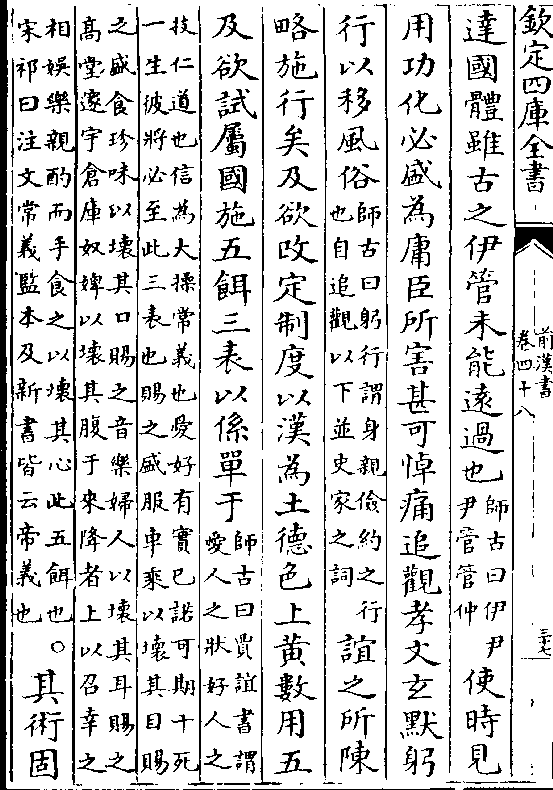 欽定四庫全書
前漢書
卷四十八
三十七
達國體雖古之伊管未能遠過也
師古曰伊尹
尹管管仲
使時見
用功化必盛為庸臣所害甚可悼痛追觀孝文玄默躬
行以移風俗
師古曰躬行謂身親儉約之行
也自追觀以下並史家之詞
誼之所陳
略施行矣及欲改定制度以漢為土德色上黄數用五
及欲試屬國施五餌三表以係單于
師古曰賈誼書謂
愛人之狀好人之
技仁道也信為大操常義也愛好有實已諾可期十死
一生彼將必至此三表也賜之盛服車乘以壞其目賜
之盛食珍味以壞其口賜之音樂婦人以壞其耳賜之
高堂邃宇倉庫奴婢以壞其腹于來降者上以召幸之
相娛樂親酌而手食之以壞其心此五餌也
宋祁曰注文常義監本及新書皆云帝義也
。其術固